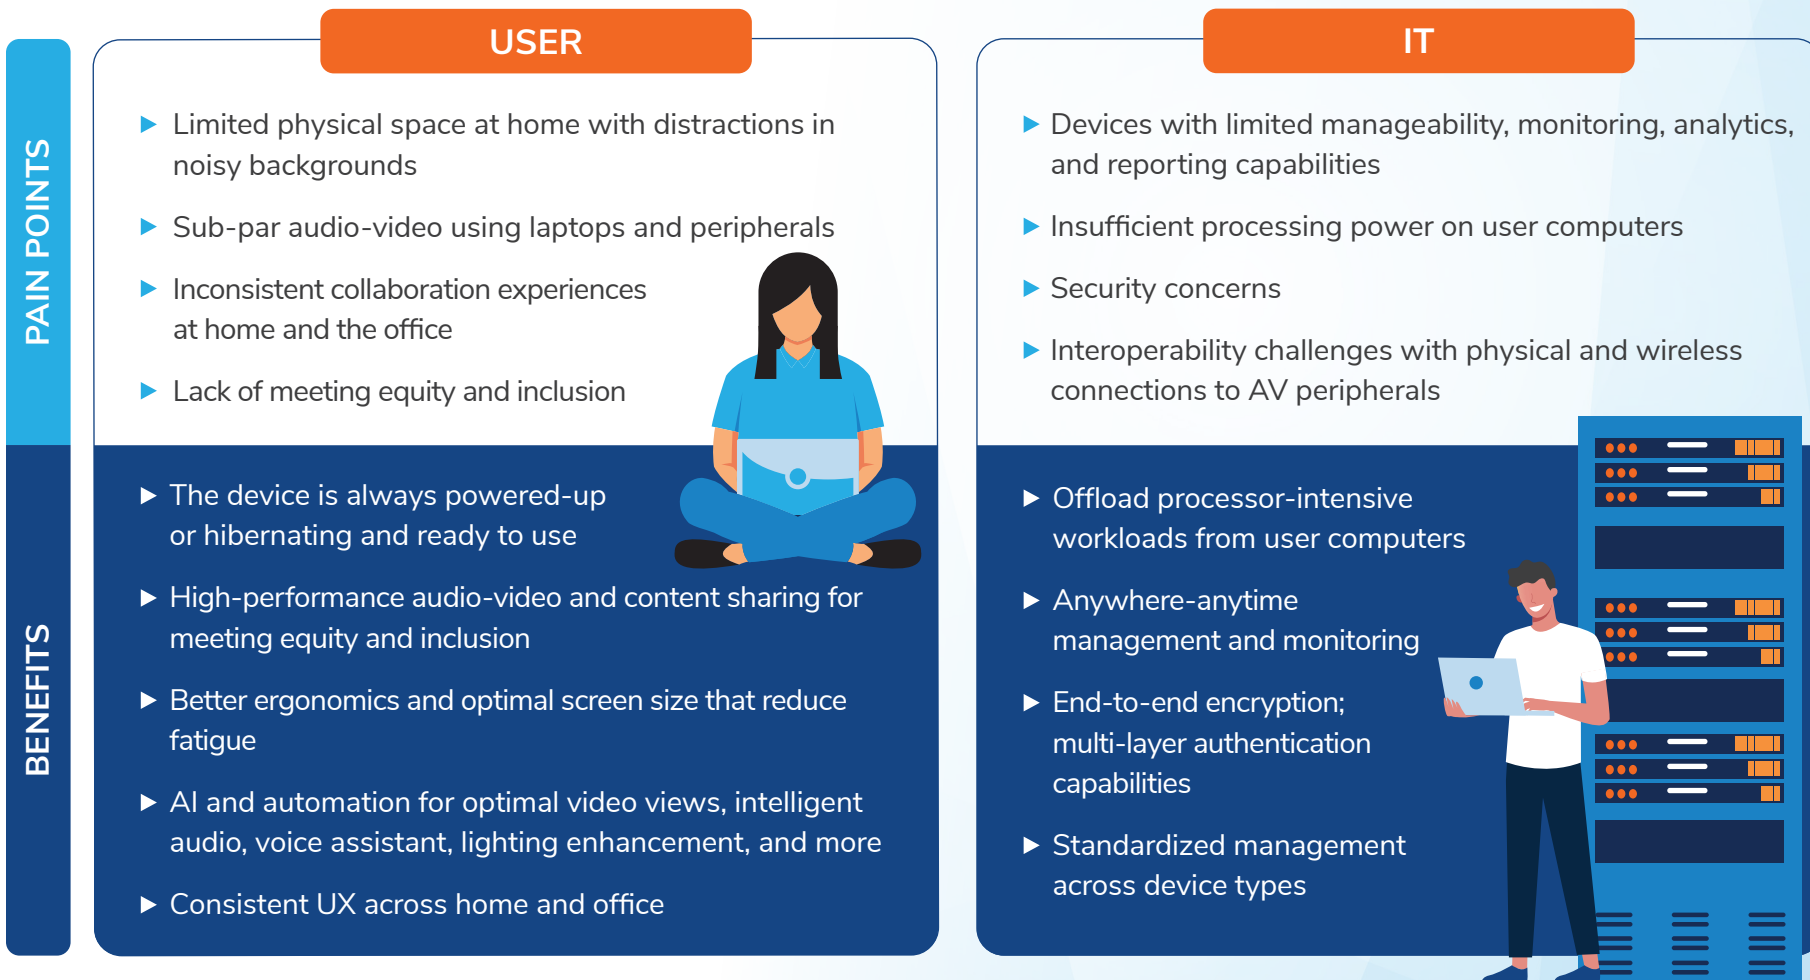 USER
IT
PAIN POINTS
Limited physical space at home with distractions in
noisy backgrounds
Sub-par audio-video using laptops and peripherals
Inconsistent collaboration experiences
at home and the office
Lack of meeting equity and inclusion
Devices with limited manageability, monitoring, analytics,
and reporting capabilities
Insufficient processing power on user computers
Security concerns
Interoperability challenges with physical and wireless
connections to AV peripherals
BENEFITS
The device is always powered-up
or hibernating and ready to use
High-performance audio-video and content sharing for
meeting equity and inclusion
Better ergonomics and optimal screen size that reduce
fatigue
AI and automation for optimal video views, intelligent
audio, voice assistant, lighting enhancement, and more
Consistent UX across home and office
Offload processor-intensive
workloads from user computers
Anywhere-anytime
management and monitoring
End-to-end encryption;
multi-layer authentication
capabilities
Standardized management
across device types